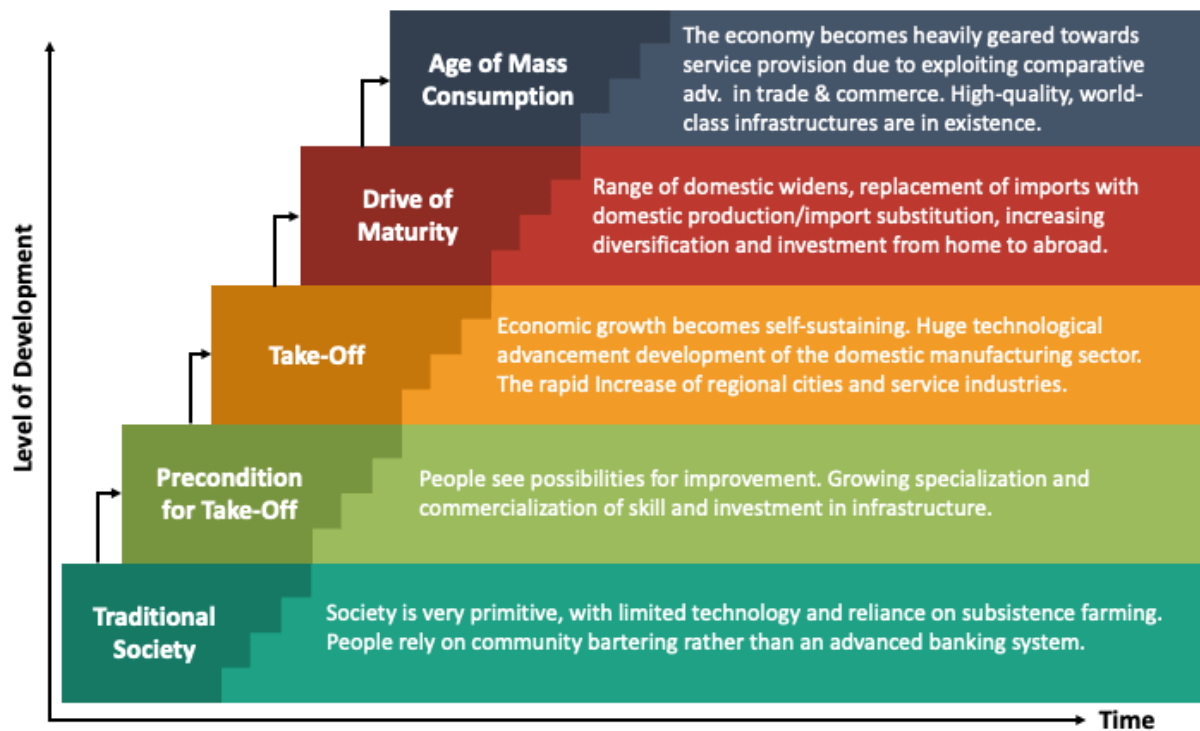 Level of Development
Age of Mass
Consumption
The economy becomes heavily geared towards
service provision due to exploiting comparative
adv. in trade & commerce. High-quality, world-
class infrastructures are in existence.
Drive of
Maturity
Range of domestic widens, replacement of imports with
domestic production/import substitution, increasing
diversification and investment from home to abroad.
Take-Off
Economic growth becomes self-sustaining. Huge technological
advancement development of the domestic manufacturing sector.
The rapid Increase of regional cities and service industries.
Precondition
for Take-Off
People see possibilities for improvement. Growing specialization and
commercialization of skill and investment in infrastructure.
Traditional
Society
Society is very primitive, with limited technology and reliance on subsistence farming.
People rely on community bartering rather than an advanced banking system.
Time